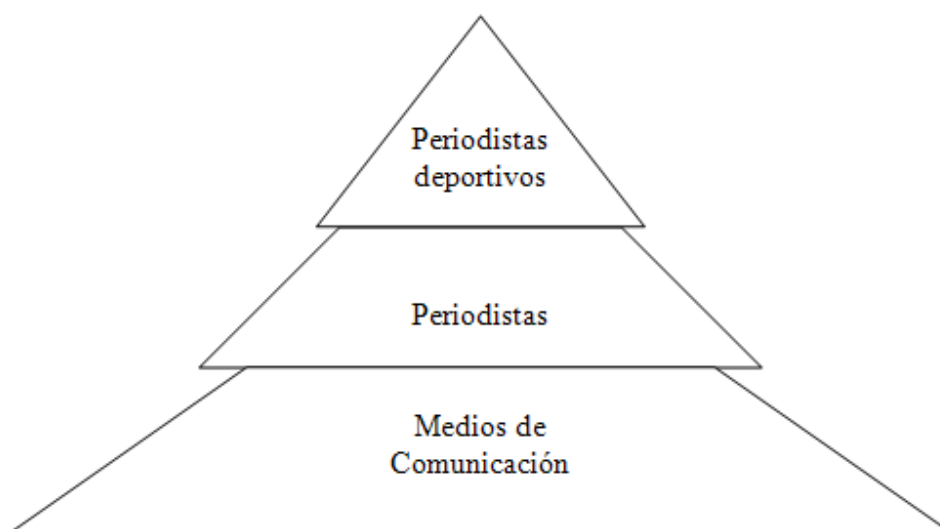 Periodistas
deportivos
Periodistas
Medios de
Comunicación